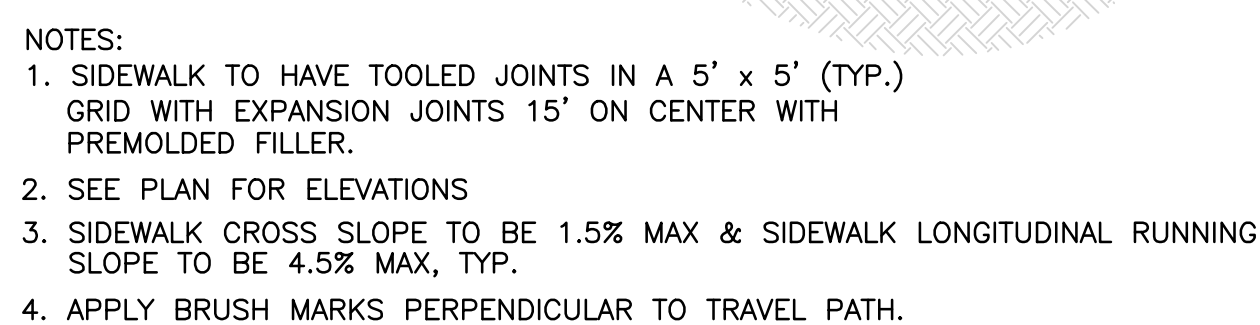 NOTES:
1. SIDEWALK TO HAVE TOOLED JOINTS IN A 5' x 5' (TYP.)
GRID WITH EXPANSION JOINTS 15' ON CENTER WITH
PREMOLDED FILLER.
2. SEE PLAN FOR ELEVATIONS
3. SIDEWALK CROSS SLOPE TO BE 1.5% MAX & SIDEWALK LONGITUDINAL RUNNING
SLOPE TO BE 4.5% MAX, TYP.
4. APPLY BRUSH MARKS PERPENDICULAR TO TRAVEL PATH.